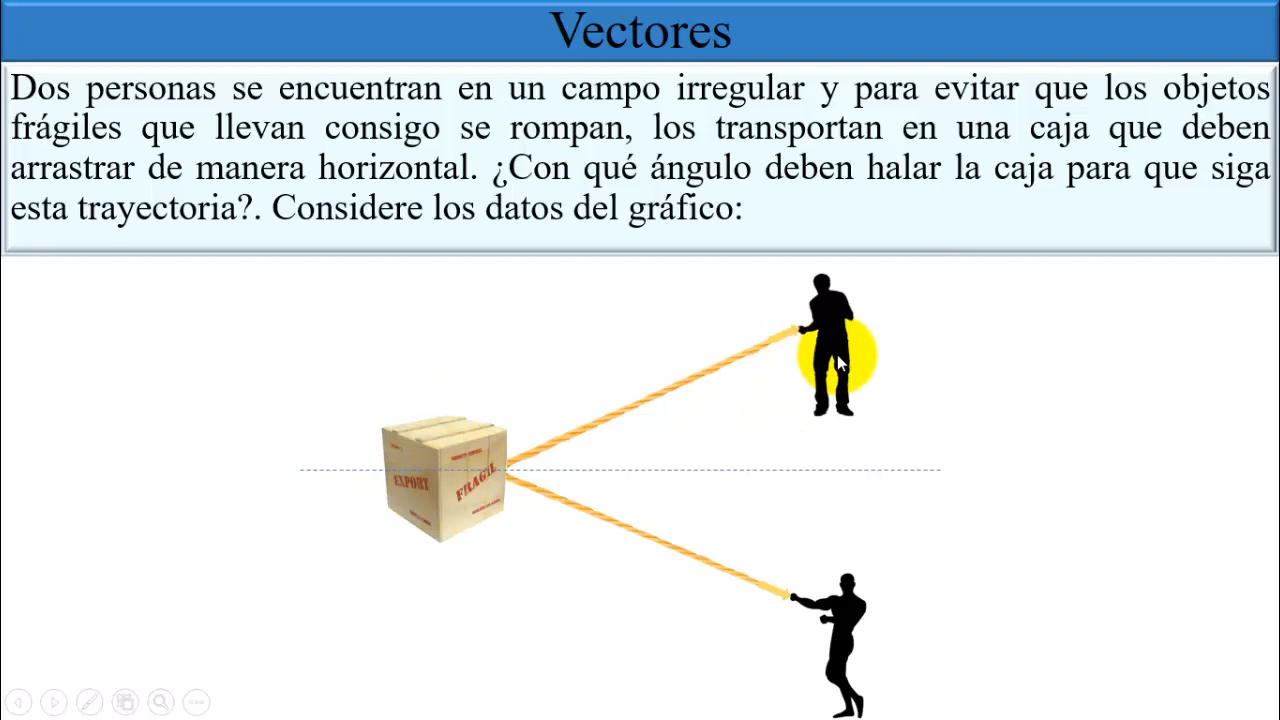 Vectores
Dos personas se encuentran en un campo irregular y para evitar que los objetos
frágiles que llevan consigo se rompan, los transportan en una caja que deben
arrastrar de manera horizontal. ¿Con qué ángulo deben halar la caja para que siga
esta trayectoria?. Considere los datos del gráfico:
EXPORT
FRAGIL